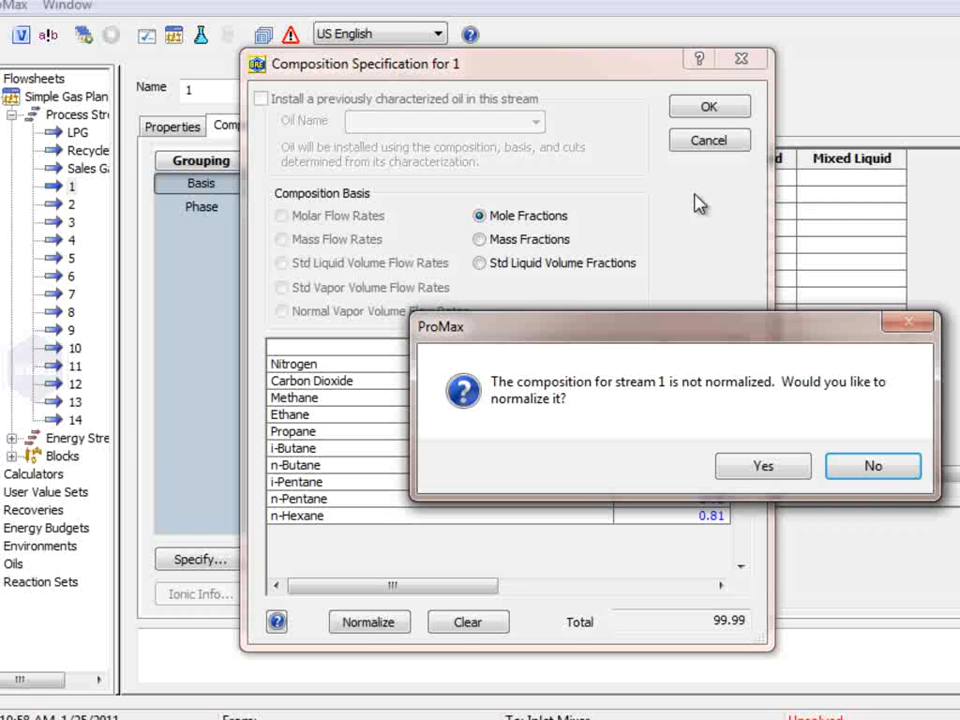 oMax Window
V a!b US English ?
Flowsheets
Simple Gas Plan
Process Stre
LPG
Recycle
Sales Ga
1
2
3
4
5
6
7
8
9
10
11
12
13
14
Energy Stre
Blocks
Calculators
User Value Sets
Recoveries
Energy Budgets
Environments
Oils
Reaction Sets
Name 1
Properties Comp
Grouping
Basis
Phase
Specify...
Ionic Info...
d Mixed Liquid
Composition Specification for 1
Install a previously characterized oil in this stream
Oil Name
Oil will be installed using the composition, basis, and cuts
determined from its characterization.
OK
Cancel
Composition Basis
Molar Flow Rates Mole Fractions
Mass Flow Rates Mass Fractions
Std Liquid Volume Flow Rates Std Liquid Volume Fractions
Std Vapor Volume Flow Rates
Normal Vapor Volume Flow Rates
Nitrogen
Carbon Dioxide
Methane
Ethane
Propane
i-Butane
n-Butane
i-Pentane
n-Pentane
n-Hexane 0.81
Normalize Clear Total 99.99
ProMax
The composition for stream 1 is not normalized. Would you like to
normalize it?
Yes No
10:58 AM, 1/25/2011 From: To: Inlet Mixer Unsolved